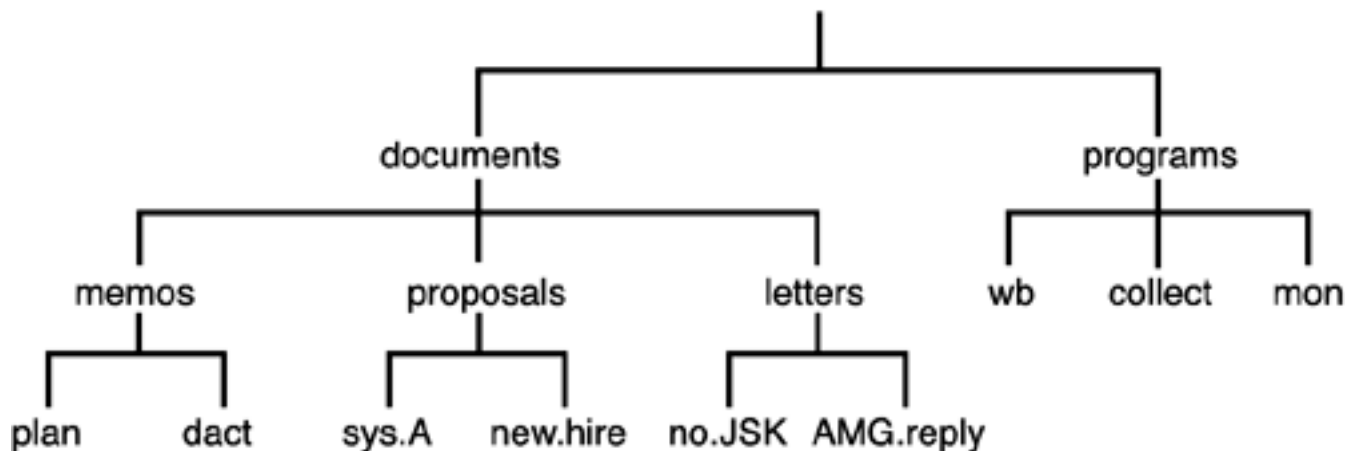 documents programs
memos proposals letters wb collect mon
plan dact sys.A new.hire no.JSK AMG.reply